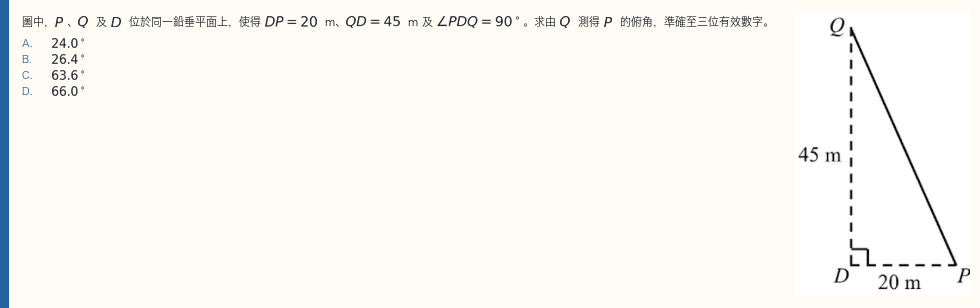 圖中，P、Q 及 D 位於同一鉛垂平面上，使得 DP = 20 m、QD = 45 m 及 ∠PDQ = 90°。求由 Q 測得 P 的俯角，準確至三位有效數字。
A. 24.0°
B. 26.4°
C. 63.6°
D. 66.0°
Q
45 m
D
20 m
P